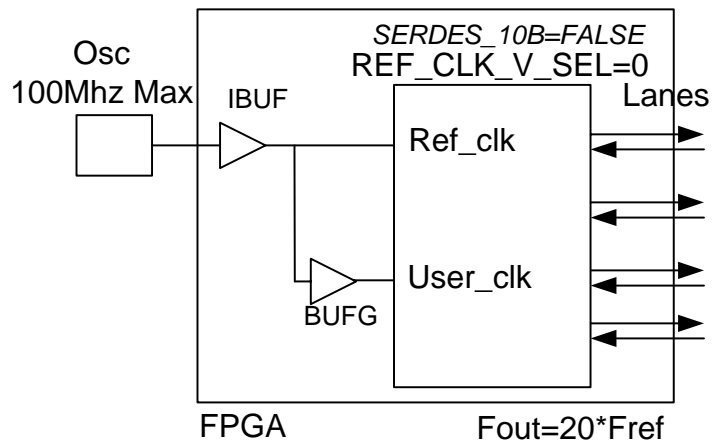 SERDES_10B=FALSE
Osc
REF_CLK_V_SEL=0
100Mhz Max
IBUF
Lanes
Ref_clk
User_clk
BUFG
FPGA
Fout=20*Fref